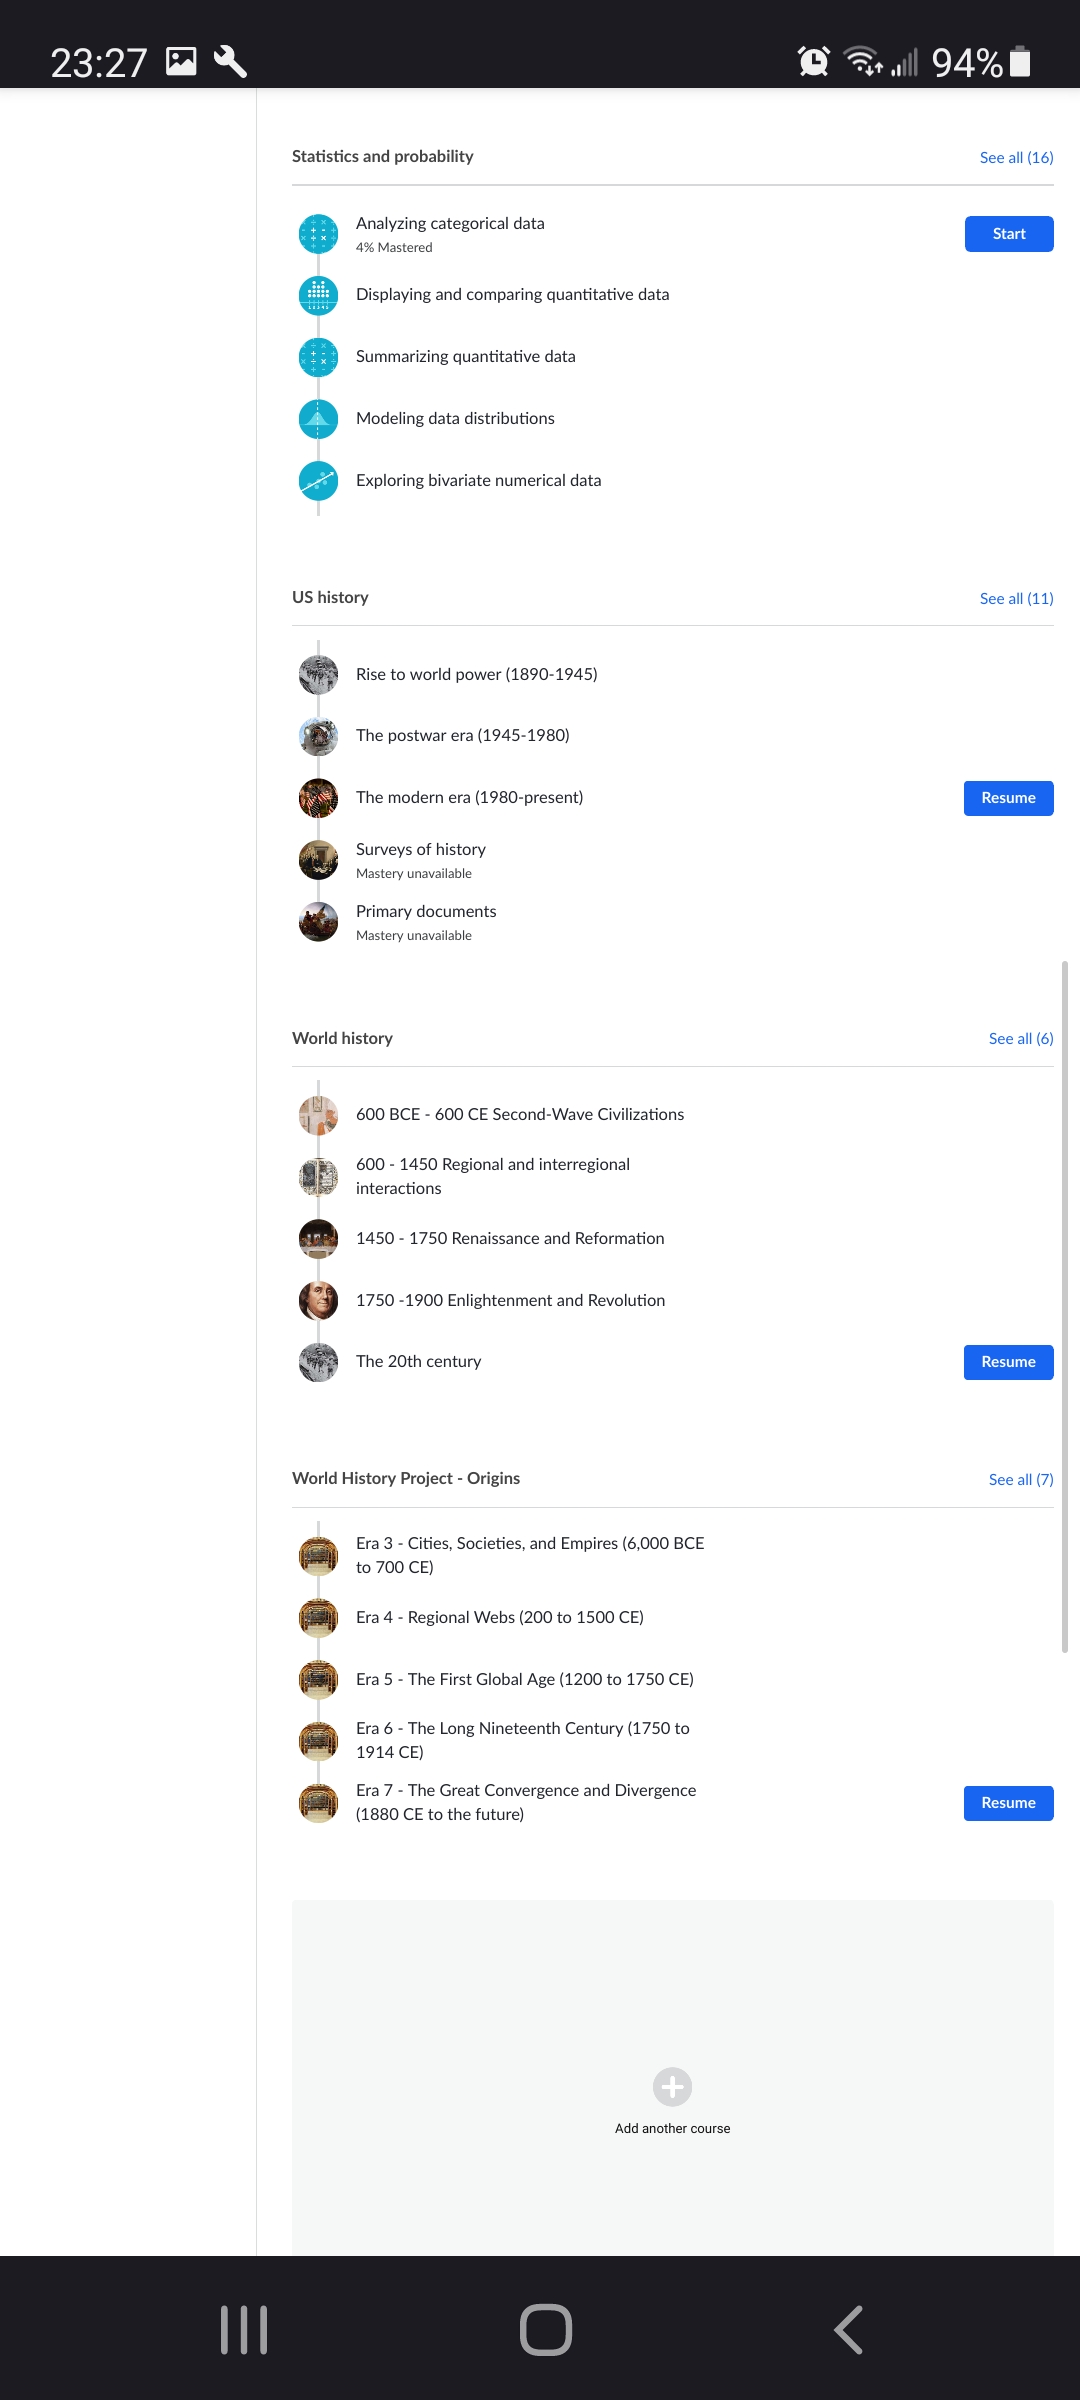 23:27
94%
Statistics and probability
See all (16)
Analyzing categorical data
4% Mastered
Start
Displaying and comparing quantitative data
Summarizing quantitative data
Modeling data distributions
Exploring bivariate numerical data
US history
See all (11)
Rise to world power (1890-1945)
The postwar era (1945-1980)
The modern era (1980-present)
Resume
Surveys of history
Mastery unavailable
Primary documents
Mastery unavailable
World history
See all (6)
600 BCE - 600 CE Second-Wave Civilizations
600 - 1450 Regional and interregional
interactions
1450 - 1750 Renaissance and Reformation
1750 -1900 Enlightenment and Revolution
The 20th century
Resume
World History Project - Origins
See all (7)
Era 3 - Cities, Societies, and Empires (6,000 BCE
to 700 CE)
Era 4 - Regional Webs (200 to 1500 CE)
Era 5 - The First Global Age (1200 to 1750 CE)
Era 6 - The Long Nineteenth Century (1750 to
1914 CE)
Era 7 - The Great Convergence and Divergence
(1880 CE to the future)
Resume
Add another course